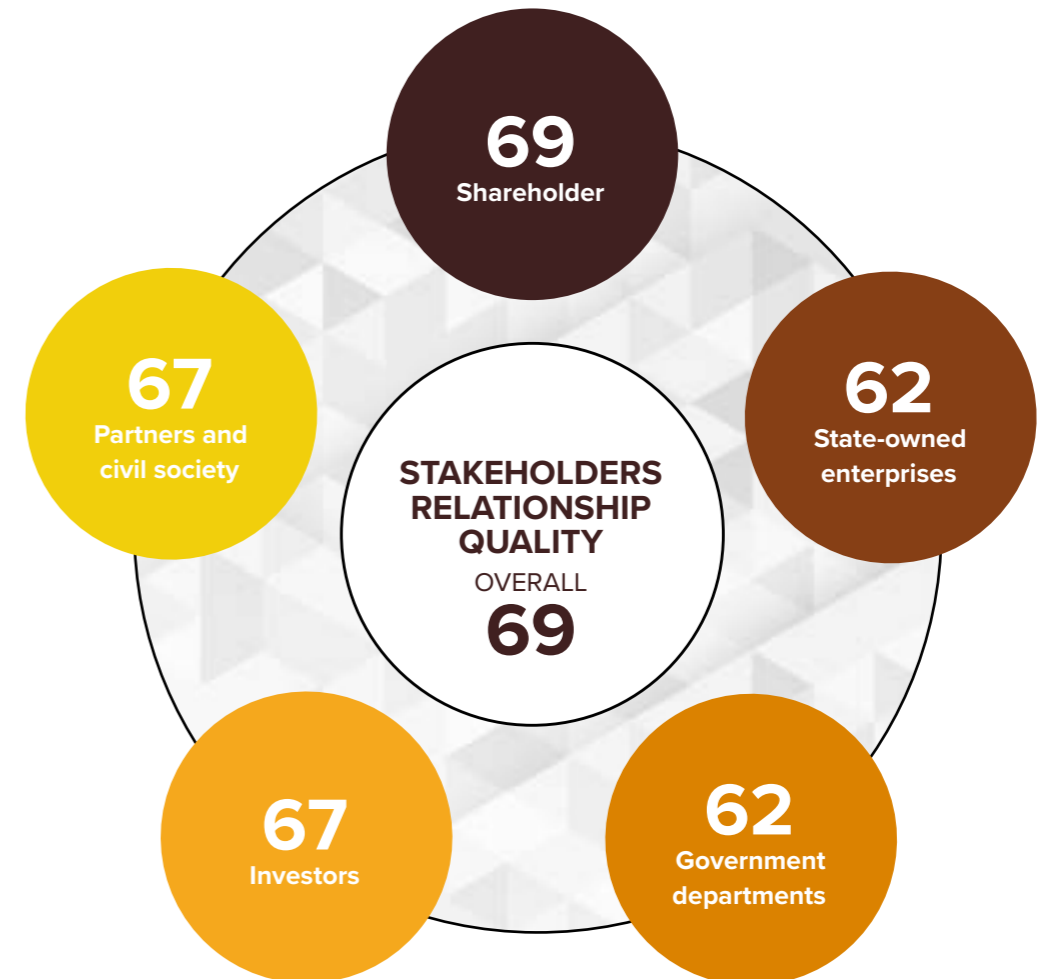 69
Shareholder
67
Partners and
civil society
62
State-owned
enterprises
STAKEHOLDERS
RELATIONSHIP
QUALITY
OVERALL
69
67
Investors
62
Government
departments